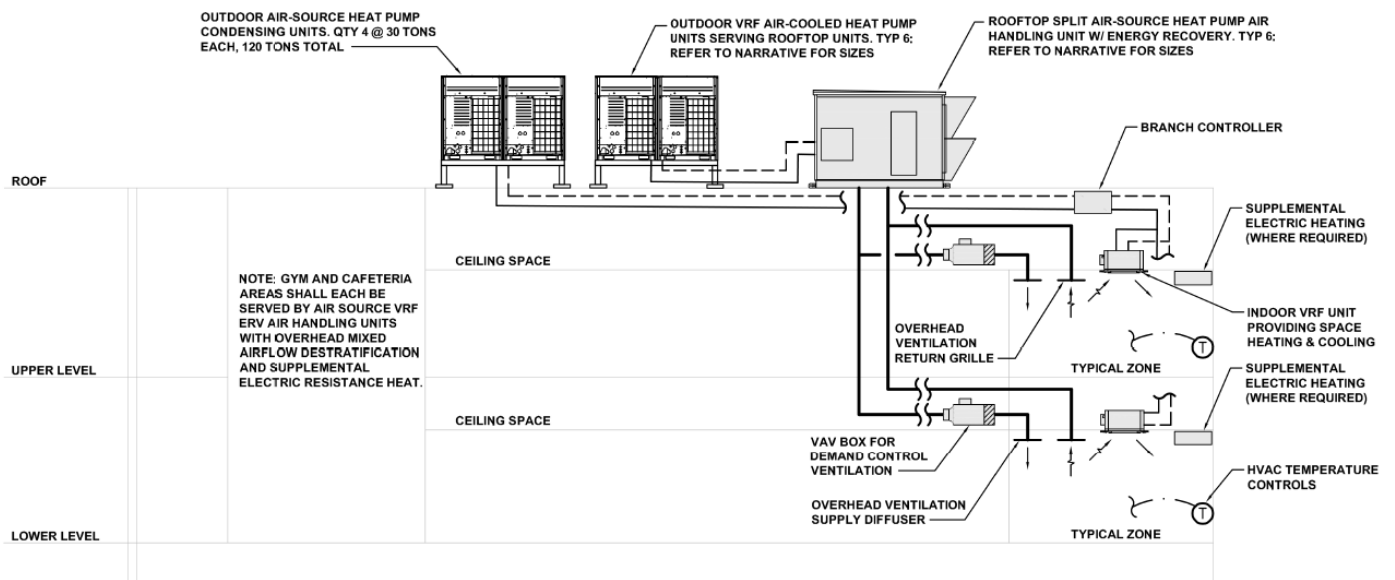 OUTDOOR AIR-SOURCE HEAT PUMP
CONDENSING UNITS. QTY 4 @ 30 TONS
EACH, 120 TONS TOTAL
OUTDOOR VRF AIR-COOLED HEAT PUMP
UNITS SERVING ROOFTOP UNITS. TYP 6;
REFER TO NARRATIVE FOR SIZES
ROOFTOP SPLIT AIR-SOURCE HEAT PUMP AIR
HANDLING UNIT W/ ENERGY RECOVERY. TYP 6;
REFER TO NARRATIVE FOR SIZES
BRANCH CONTROLLER
ROOF
SUPPLEMENTAL
ELECTRIC HEATING
(WHERE REQUIRED)
CEILING SPACE
NOTE: GYM AND CAFETERIA
AREAS SHALL EACH BE
SERVED BY AIR SOURCE VRF
ERV AIR HANDLING UNITS
WITH OVERHEAD MIXED
AIRFLOW DESTRATIFICATION
AND SUPPLEMENTAL
ELECTRIC RESISTANCE HEAT.
OVERHEAD
VENTILATION
RETURN GRILLE
INDOOR VRF UNIT
PROVIDING SPACE
HEATING & COOLING
T
TYPICAL ZONE
UPPER LEVEL
SUPPLEMENTAL
ELECTRIC HEATING
(WHERE REQUIRED)
CEILING SPACE
VAV BOX FOR
DEMAND CONTROL
VENTILATION
HVAC TEMPERATURE
CONTROLS
OVERHEAD VENTILATION
SUPPLY DIFFUSER
T
TYPICAL ZONE
LOWER LEVEL